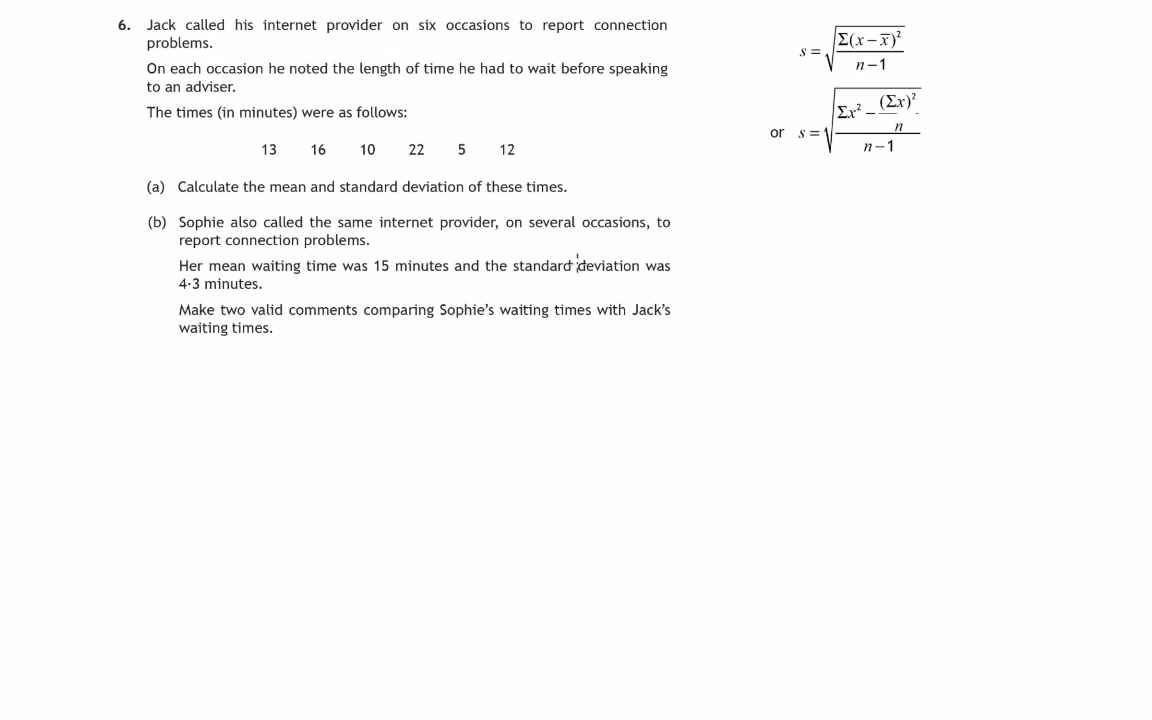 6. Jack called his internet provider on six occasions to report connection
problems.
On each occasion he noted the length of time he had to wait before speaking
to an adviser.
The times (in minutes) were as follows:
13 16 10 22 5 12
(a) Calculate the mean and standard deviation of these times.
(b) Sophie also called the same internet provider, on several occasions, to
report connection problems.
Her mean waiting time was 15 minutes and the standard deviation was
4·3 minutes.
Make two valid comments comparing Sophie’s waiting times with Jack’s
waiting times.
s = √(Σ(x − x̄)² / (n − 1))
or s = √((Σx² − (Σx)² / n) / (n − 1))